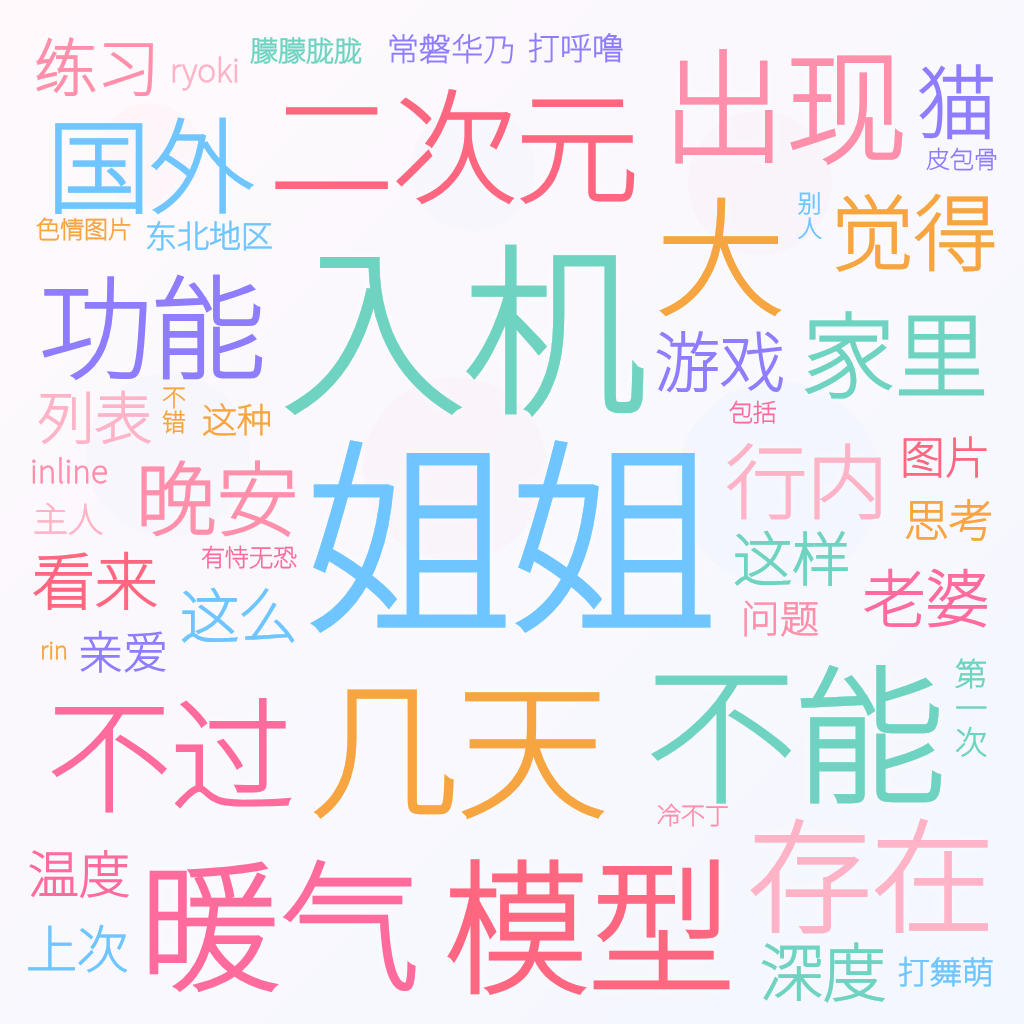 练习
ryoki
朦朦胧胧
常磐华乃
打呼噜
出现
猫
国外
二次元
皮包骨
色情图片
东北地区
大
别人
觉得
功能
入机
游戏
家里
列表
不错
这种
包括
inline
晚安
姐姐
行内
图片
主人
思考
有恃无恐
这样
看来
这么
问题
老婆
rin
亲爱
不过
几天
不能
第一次
冷不丁
温度
暖气
模型
存在
上次
深度
打舞萌